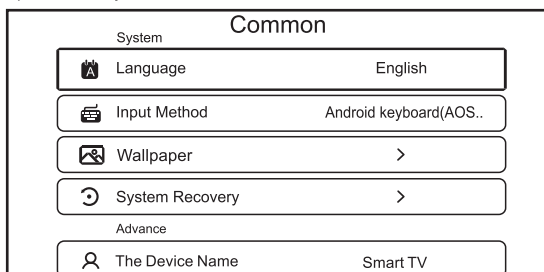 Common
System
Language English
Input Method Android keyboard(AOS..
Wallpaper >
System Recovery >
Advance
The Device Name Smart TV